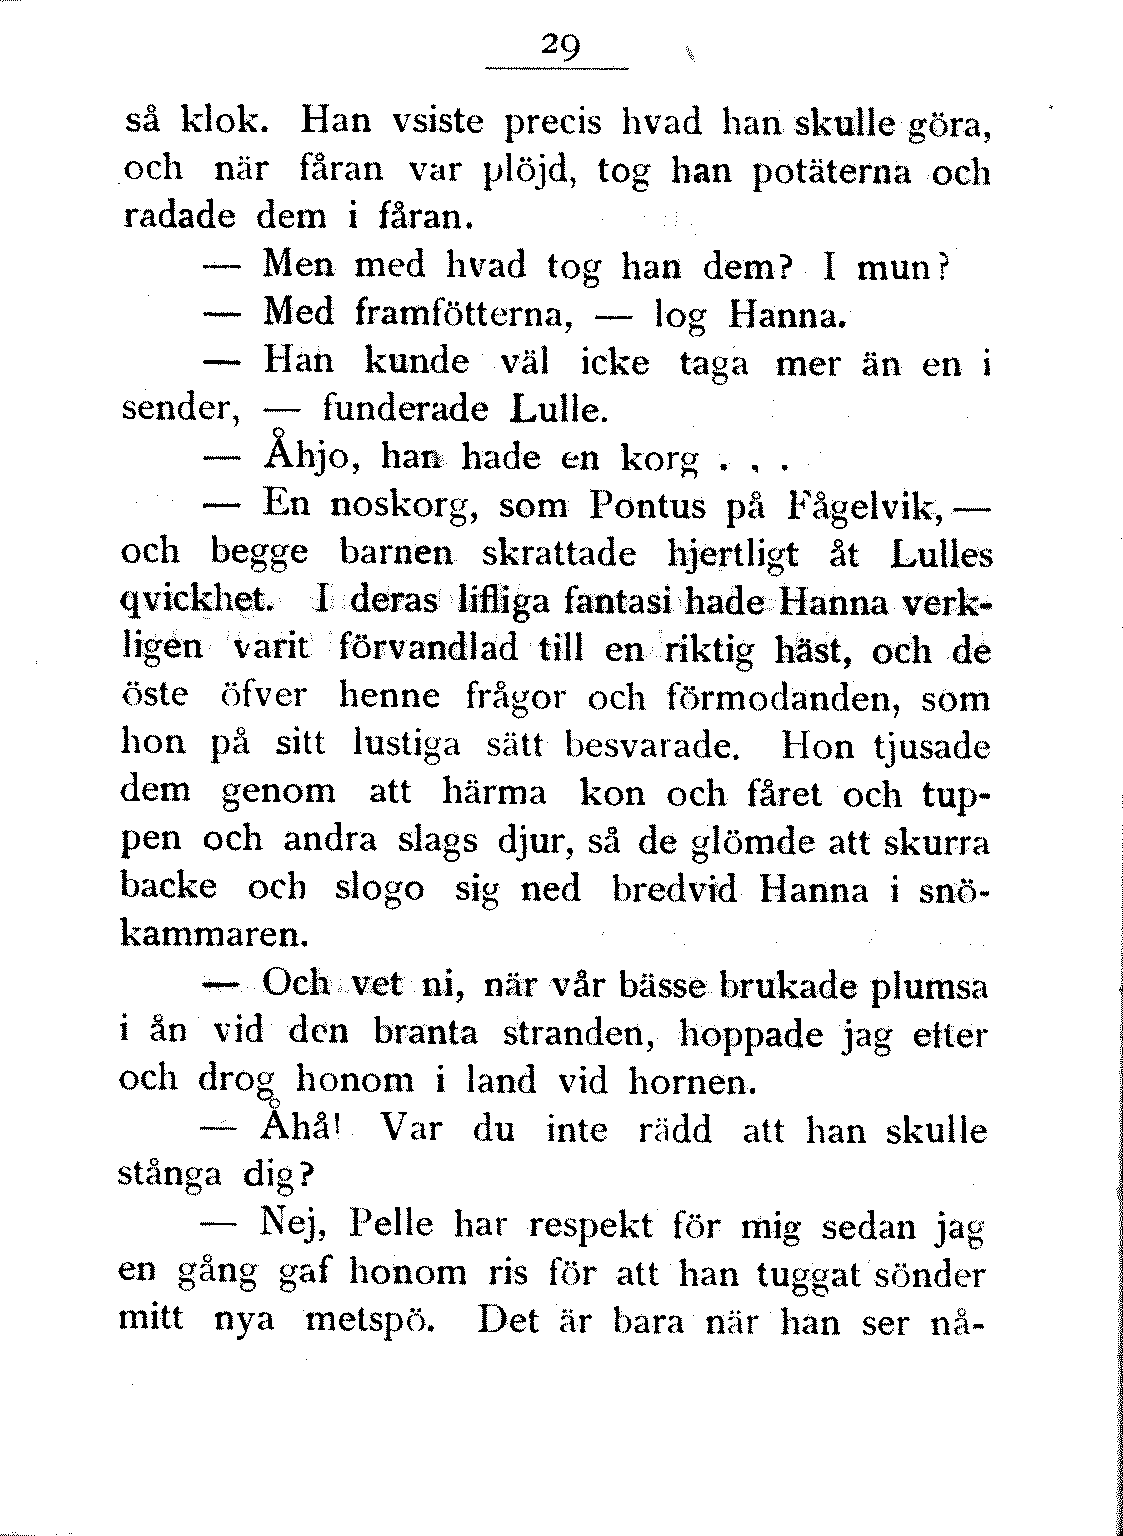 29
så klok. Han vsiste precis hvad han skulle göra,
och när fåran var plöjd, tog han potäterna och
radade dem i fåran.
— Men med hvad tog han dem? I mun?
— Med framfötterna, — log Hanna.
— Han kunde väl icke taga mer än en i
sender, — funderade Lulle.
— Åhjo, han hade en korg . . .
— En noskorg, som Pontus på Fågelvik, —
och begge barnen skrattade hjertligt åt Lulles
qvickhet. I deras lifliga fantasi hade Hanna verk-
ligen varit förvandlad till en riktig häst, och de
öste öfver henne frågor och förmodanden, som
hon på sitt lustiga sätt besvarade. Hon tjusade
dem genom att härma kon och fåret och tup-
pen och andra slags djur, så de glömde att skurra
backe och slogo sig ned bredvid Hanna i snö-
kammaren.
— Och vet ni, när vår bässe brukade plumsa
i ån vid den branta stranden, hoppade jag efter
och drog honom i land vid hornen.
— Åhå! Var du inte rädd att han skulle
stånga dig?
— Nej, Pelle har respekt för mig sedan jag
en gång gaf honom ris för att han tuggat sönder
mitt nya metspö. Det är bara när han ser nå-